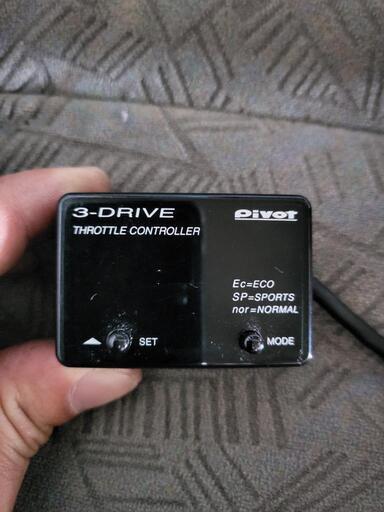 3-DRIVE
Pivot
THROTTLE CONTROLLER
Ec=ECO
SP=SPORTS
nor=NORMAL
▲ SET
MODE